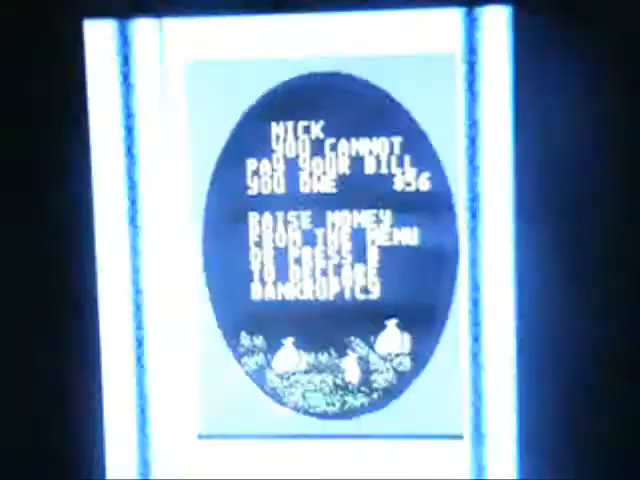 NICK
YOU CANNOT
PAY YOUR BILL
YOU OWE $56
RAISE MONEY
FROM THE MENU
OR PRESS B
TO DECLARE
BANKRUPTCY